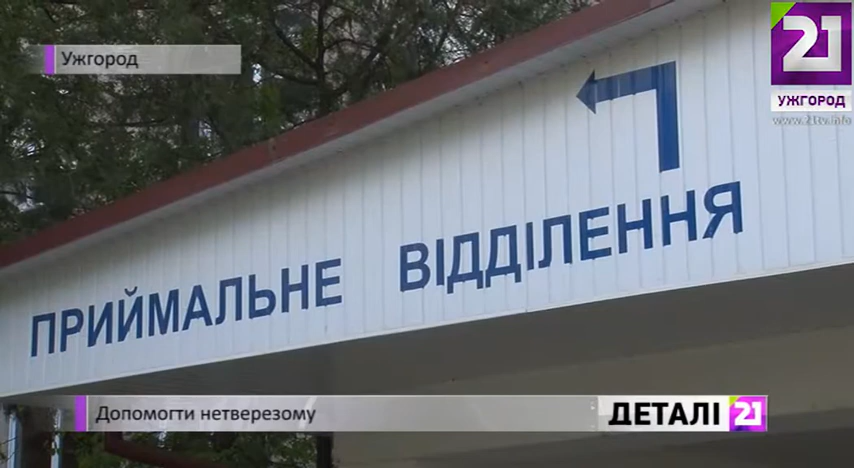 Ужгород
21
УЖГОРОД
www.21tv.info
ПРИЙМАЛЬНЕ ВІДДІЛЕННЯ
Допомогти нетверезому
ДЕТАЛІ 21